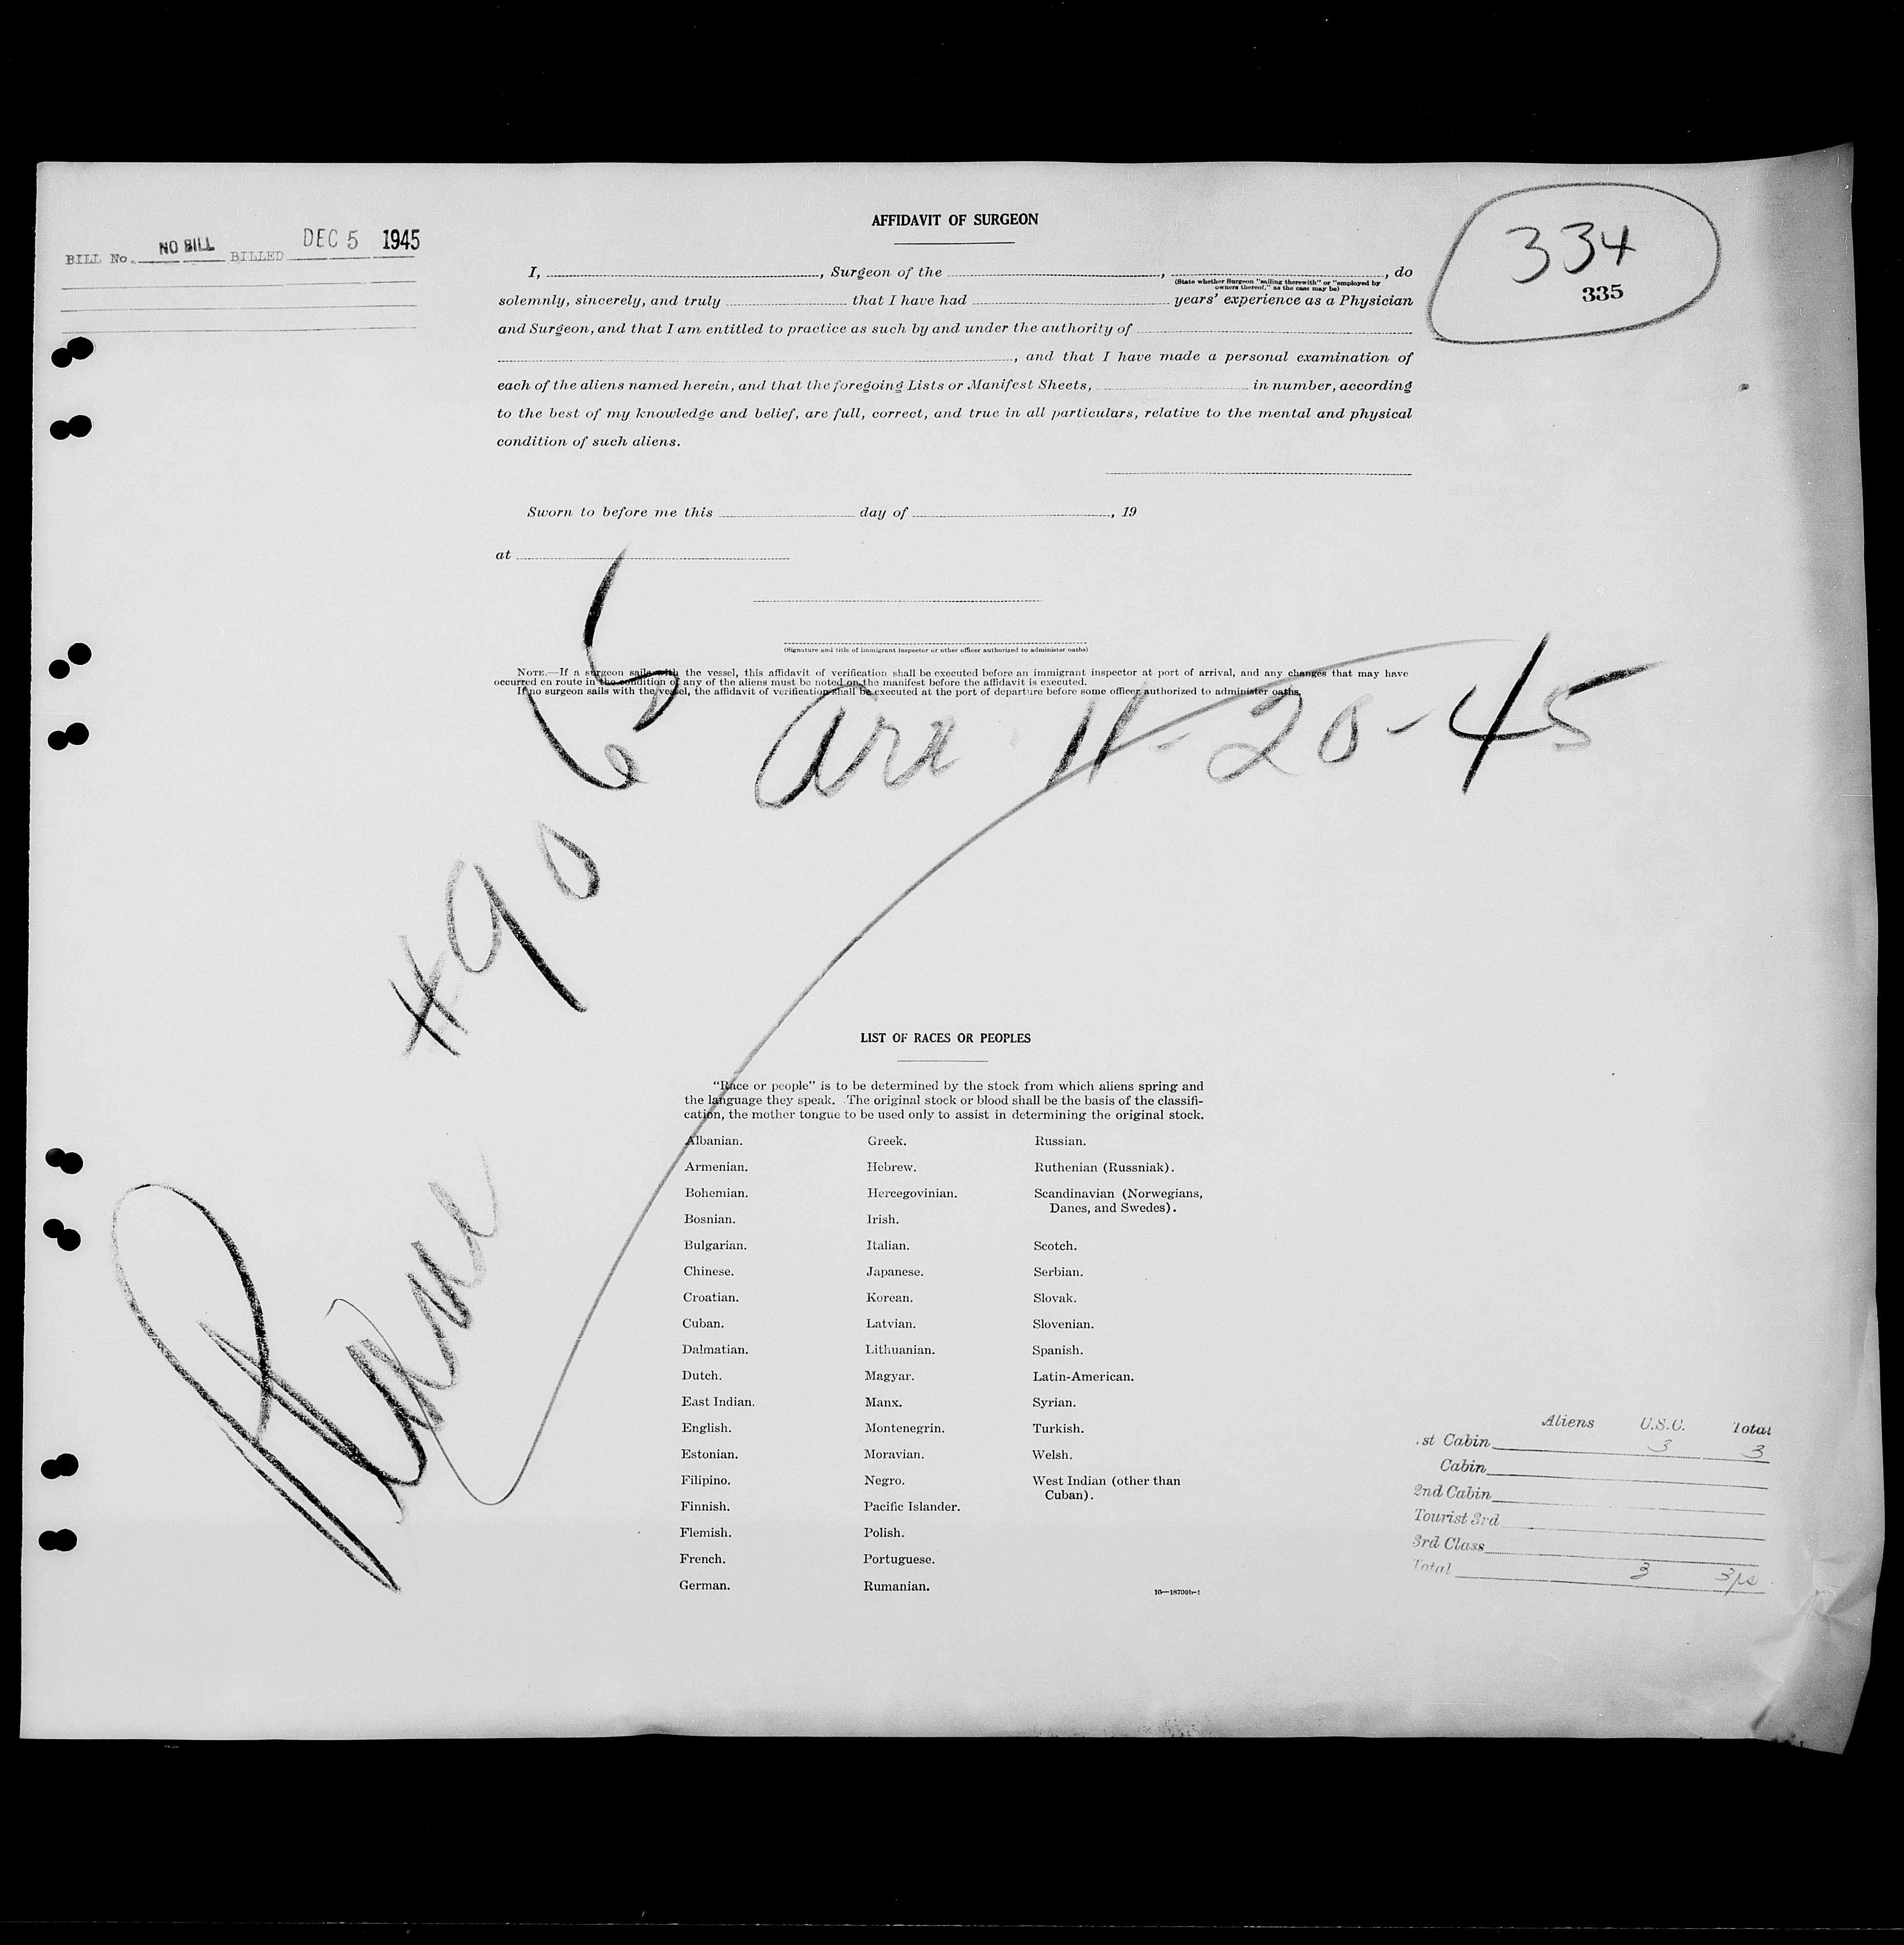 BILL No. NO BILL BILLED DEC 5 1945
334
335
AFFIDAVIT OF SURGEON
I, , Surgeon of the , , do
(State whether Surgeon "sailing therewith" or "employed by
owners thereof," as the case may be)
solemnly, sincerely, and truly that I have had years' experience as a Physician
and Surgeon, and that I am entitled to practice as such by and under the authority of
, and that I have made a personal examination of
each of the aliens named herein, and that the foregoing Lists or Manifest Sheets, in number, according
to the best of my knowledge and belief, are full, correct, and true in all particulars, relative to the mental and physical
condition of such aliens.
Sworn to before me this day of , 19
at
(Signature and title of immigrant inspector or other officer authorized to administer oaths)
NOTE.—If a surgeon sails with the vessel, this affidavit of verification shall be executed before an immigrant inspector at port of arrival, and any changes that may have
occurred en route in the condition of any of the aliens must be noted on the manifest before the affidavit is executed.
If no surgeon sails with the vessel, the affidavit of verification shall be executed at the port of departure before some officer authorized to administer oaths.
Arr 11-20-45
Plane #9065
LIST OF RACES OR PEOPLES
"Race or people" is to be determined by the stock from which aliens spring and
the language they speak. The original stock or blood shall be the basis of the classifi-
cation, the mother tongue to be used only to assist in determining the original stock.
Albanian.
Armenian.
Bohemian.
Bosnian.
Bulgarian.
Chinese.
Croatian.
Cuban.
Dalmatian.
Dutch.
East Indian.
English.
Estonian.
Filipino.
Finnish.
Flemish.
French.
German.
Greek.
Hebrew.
Hercegovinian.
Irish.
Italian.
Japanese.
Korean.
Latvian.
Lithuanian.
Magyar.
Manx.
Montenegrin.
Moravian.
Negro.
Pacific Islander.
Polish.
Portuguese.
Rumanian.
Russian.
Ruthenian (Russniak).
Scandinavian (Norwegians,
Danes, and Swedes).
Scotch.
Serbian.
Slovak.
Slovenian.
Spanish.
Latin-American.
Syrian.
Turkish.
Welsh.
West Indian (other than
Cuban).
16—18709b-1
Aliens U.S.C. Total
st Cabin 3 3
Cabin
2nd Cabin
Tourist 3rd
3rd Class
Total 3 3